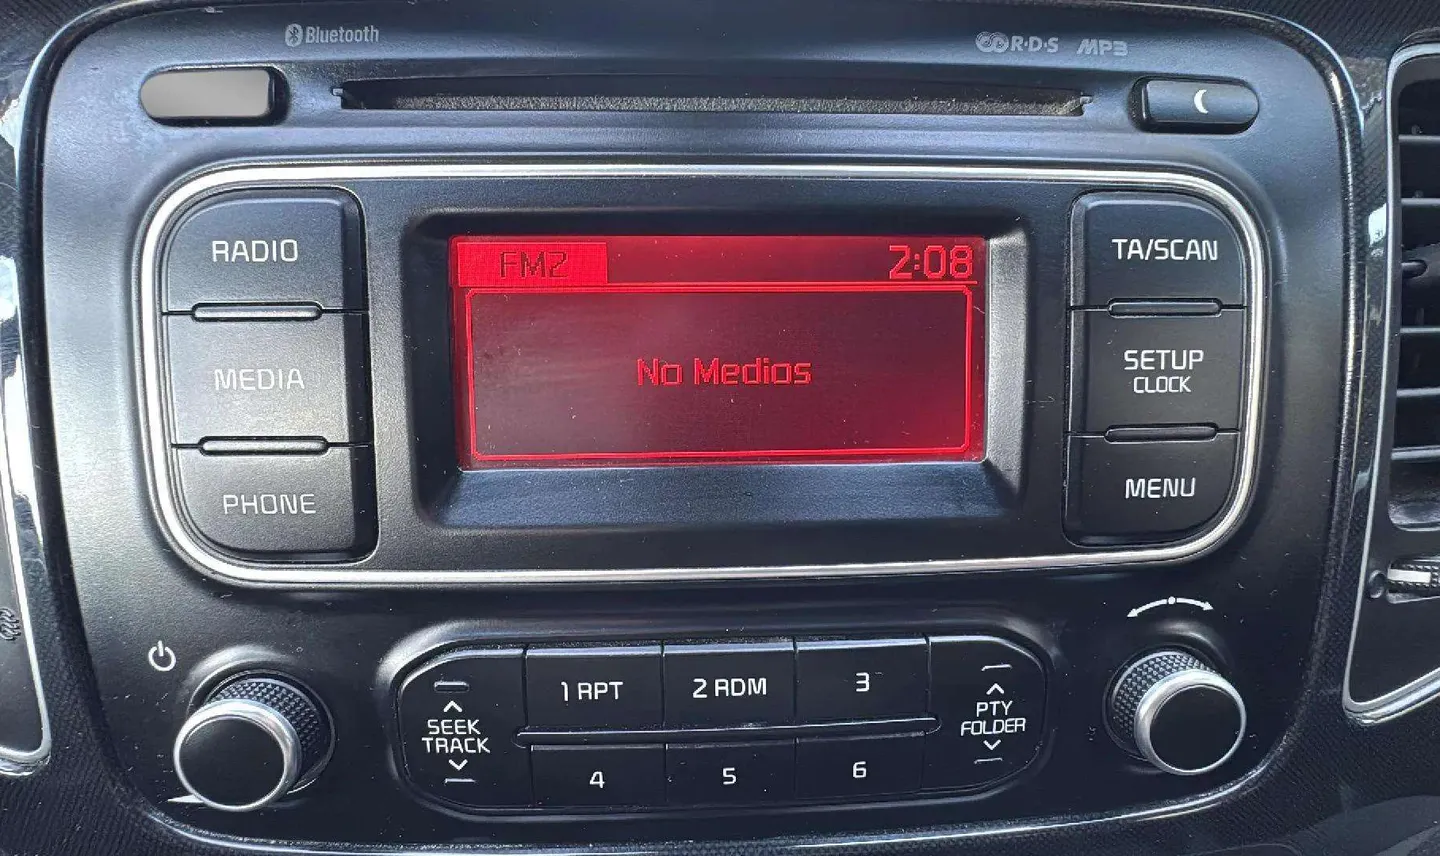 Bluetooth
R·D·S MP3
RADIO
TA/SCAN
FM2 2:08
No Medios
MEDIA
SETUP
CLOCK
PHONE
MENU
SEEK
TRACK
1 RPT
2 RDM
3
PTY
FOLDER
4
5
6